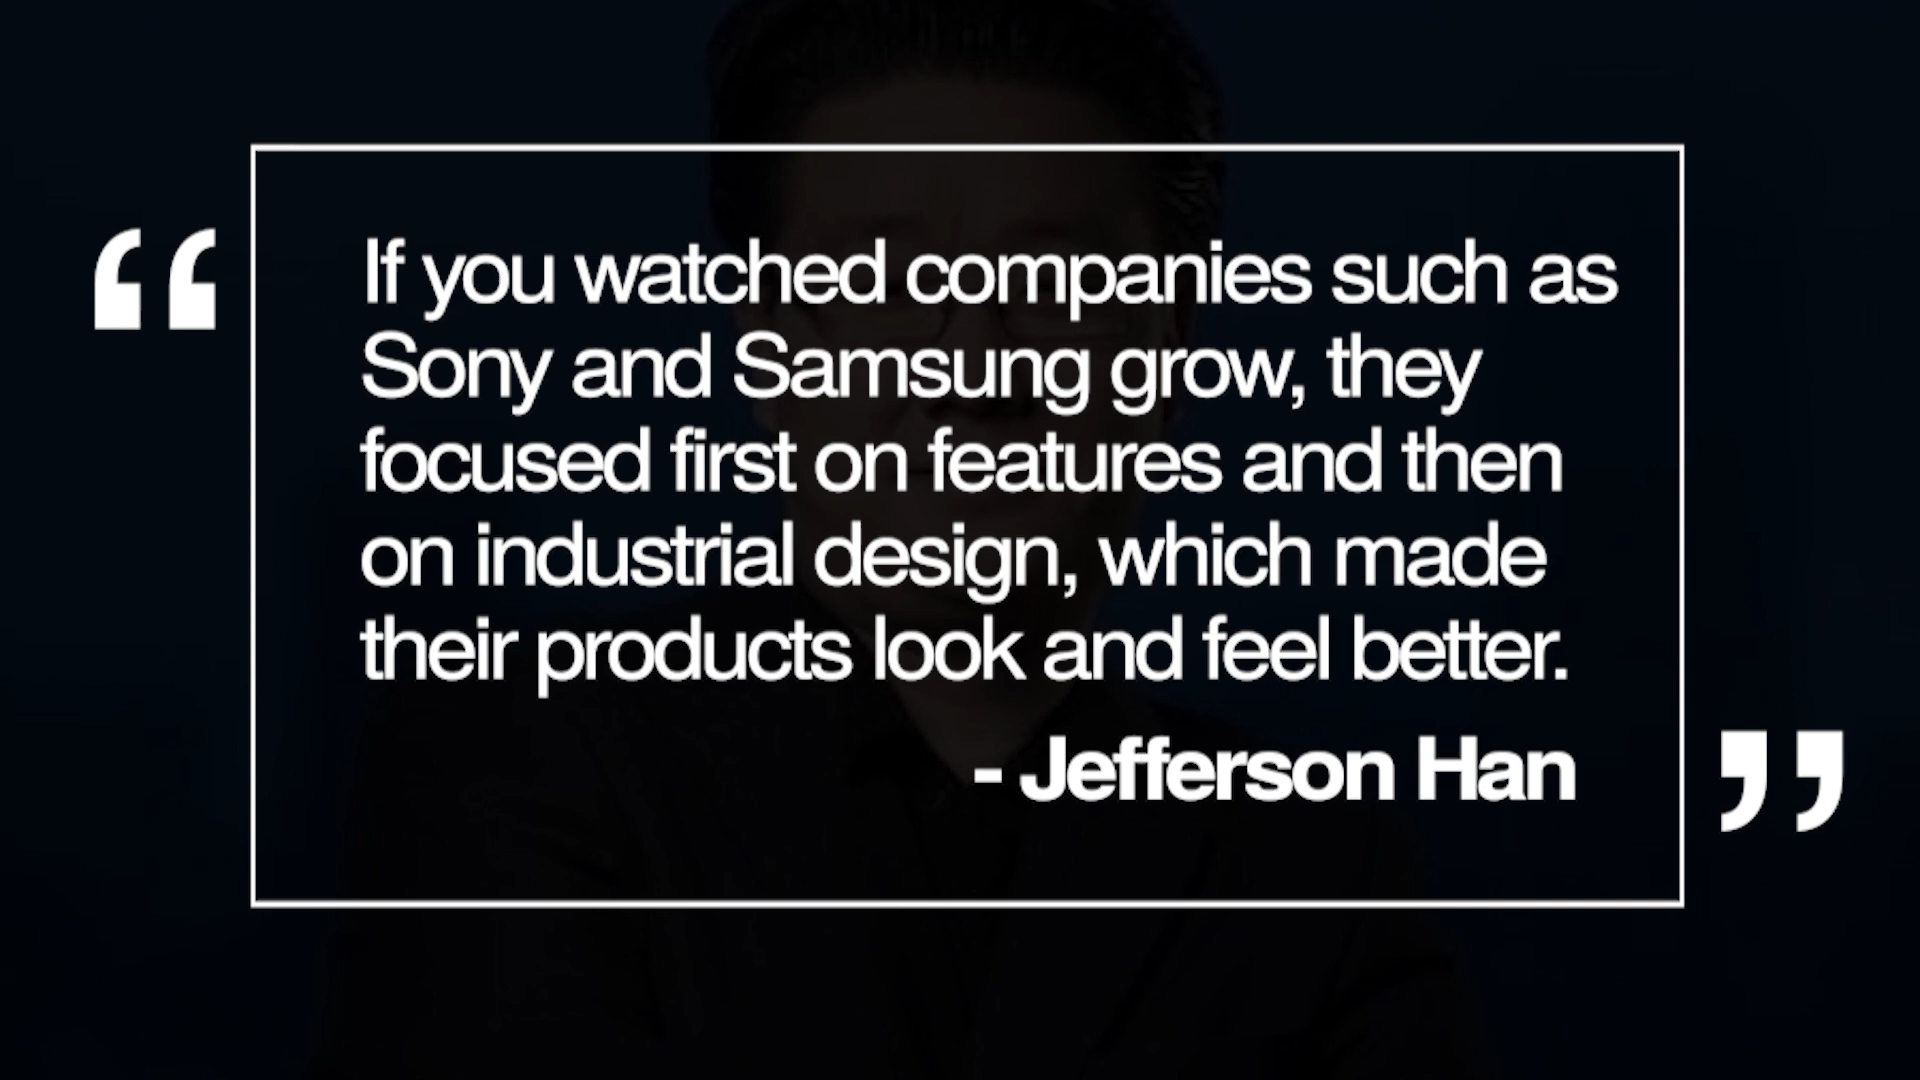 “
If you watched companies such as
Sony and Samsung grow, they
focused first on features and then
on industrial design, which made
their products look and feel better.
- Jefferson Han
”